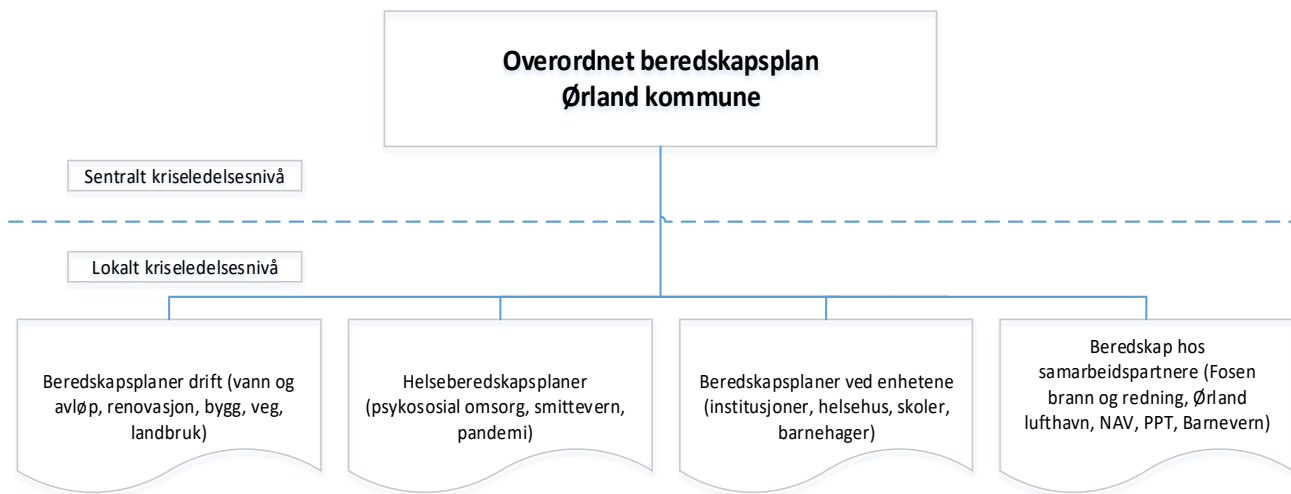 Overordnet beredskapsplan
Ørland kommune
Sentralt kriseledelsesnivå
Lokalt kriseledelsesnivå
Beredskapsplaner drift (vann og
avløp, renovasjon, bygg, veg,
landbruk)
Helseberedskapsplaner
(psykososial omsorg, smittevern,
pandemi)
Beredskapsplaner ved enhetene
(institusjoner, helsehus, skoler,
barnehager)
Beredskap hos
samarbeidspartnere (Fosen
brann og redning, Ørland
lufthavn, NAV, PPT, Barnevern)